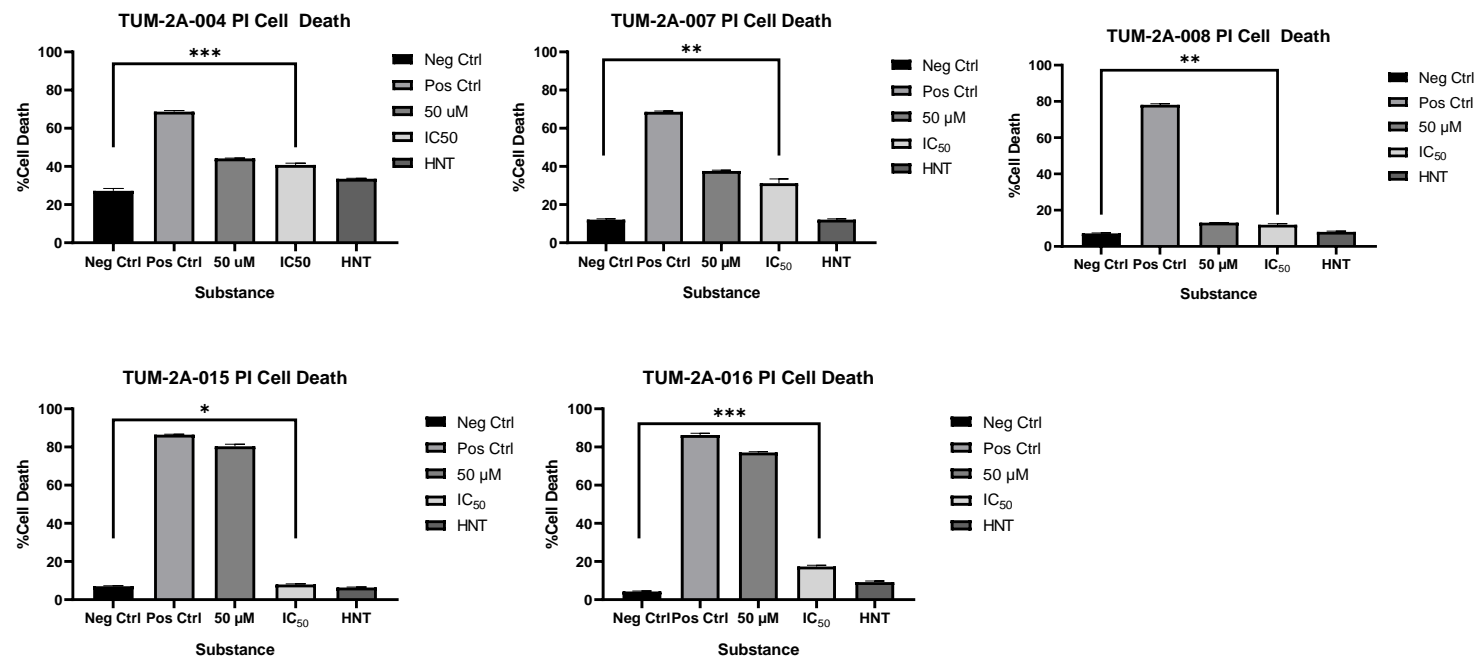 TUM-2A-004 PI Cell Death
%Cell Death
100
80
60
40
20
0
***
Neg Ctrl
Pos Ctrl
50 uM
IC50
HNT
Neg Ctrl Pos Ctrl 50 uM IC50 HNT
Substance
TUM-2A-007 PI Cell Death
%Cell Death
100
80
60
40
20
0
**
Neg Ctrl
Pos Ctrl
50 µM
IC₅₀
HNT
Neg Ctrl Pos Ctrl 50 µM IC₅₀ HNT
Substance
TUM-2A-008 PI Cell Death
%Cell Death
100
80
60
40
20
0
**
Neg Ctrl
Pos Ctrl
50 µM
IC₅₀
HNT
Neg Ctrl Pos Ctrl 50 µM IC₅₀ HNT
Substance
TUM-2A-015 PI Cell Death
%Cell Death
100
80
60
40
20
0
*
Neg Ctrl
Pos Ctrl
50 µM
IC₅₀
HNT
Neg Ctrl Pos Ctrl 50 µM IC₅₀ HNT
Substance
TUM-2A-016 PI Cell Death
%Cell Death
100
80
60
40
20
0
***
Neg Ctrl
Pos Ctrl
50 µM
IC₅₀
HNT
Neg Ctrl Pos Ctrl 50 µM IC₅₀ HNT
Substance